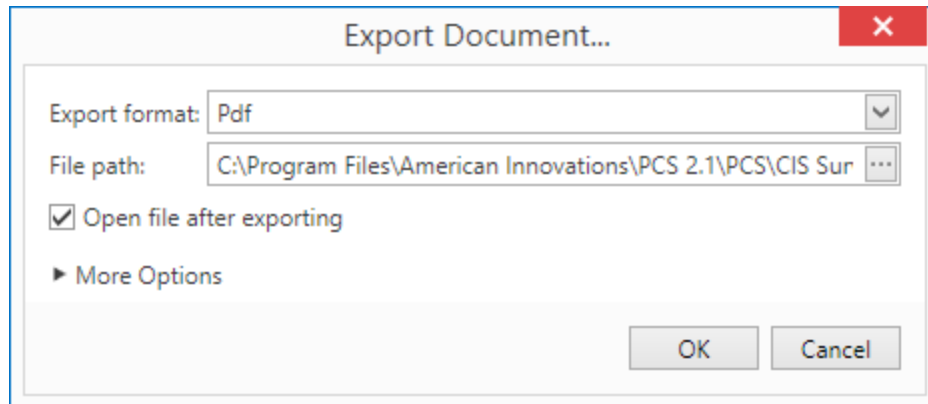 Export Document...
Export format: Pdf
File path: C:\Program Files\American Innovations\PCS 2.1\PCS\CIS Sur ...
Open file after exporting
More Options
OK Cancel